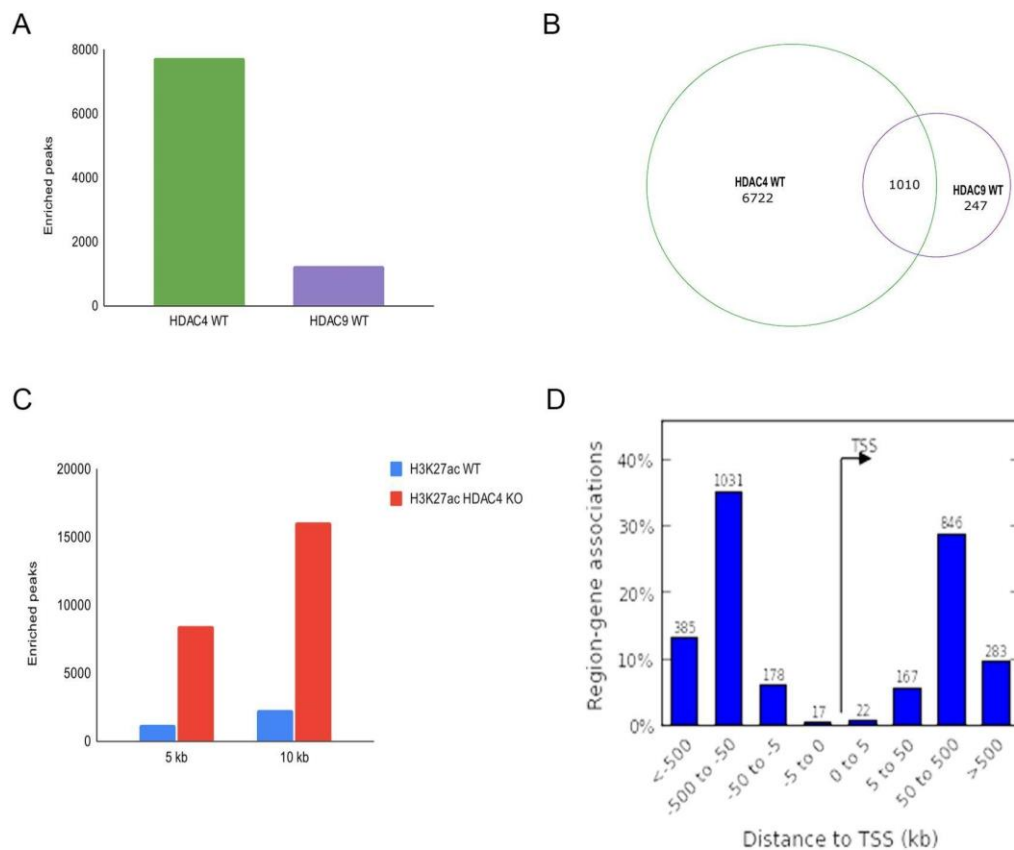 A
Enriched peaks
8000
6000
4000
2000
0
HDAC4 WT
HDAC9 WT
B
HDAC4 WT
6722
1010
HDAC9 WT
247
C
Enriched peaks
20000
15000
10000
5000
0
5 kb
10 kb
H3K27ac WT
H3K27ac HDAC4 KO
D
Region-gene associations
40%
30%
20%
10%
0%
TSS
385
1031
178
17
22
167
846
283
<-500
-500 to -50
-50 to -5
-5 to 0
0 to 5
5 to 50
50 to 500
>500
Distance to TSS (kb)